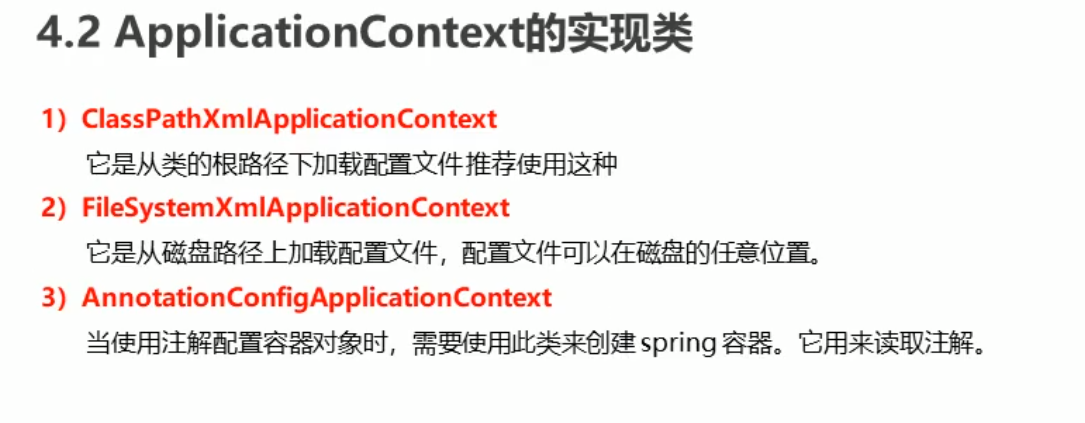 4.2 ApplicationContext的实现类
1）ClassPathXmlApplicationContext
它是从类的根路径下加载配置文件 推荐使用这种
2）FileSystemXmlApplicationContext
它是从磁盘路径上加载配置文件，配置文件可以在磁盘的任意位置。
3）AnnotationConfigApplicationContext
当使用注解配置容器对象时，需要使用此类来创建 spring 容器。它用来读取注解。